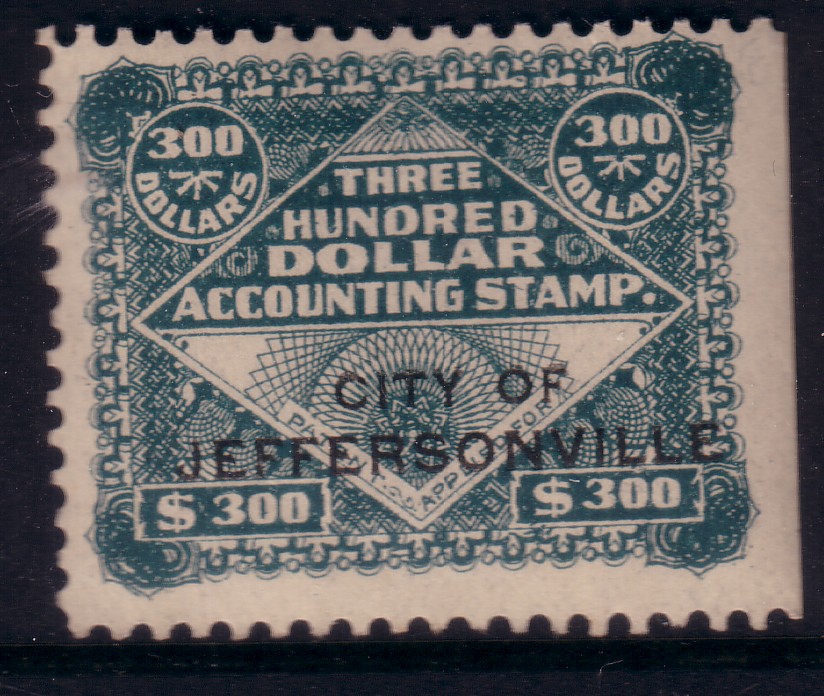 300
DOLLARS
300
DOLLARS
THREE
HUNDRED
DOLLAR
ACCOUNTING STAMP.
CITY OF
JEFFERSONVILLE
$300
$300